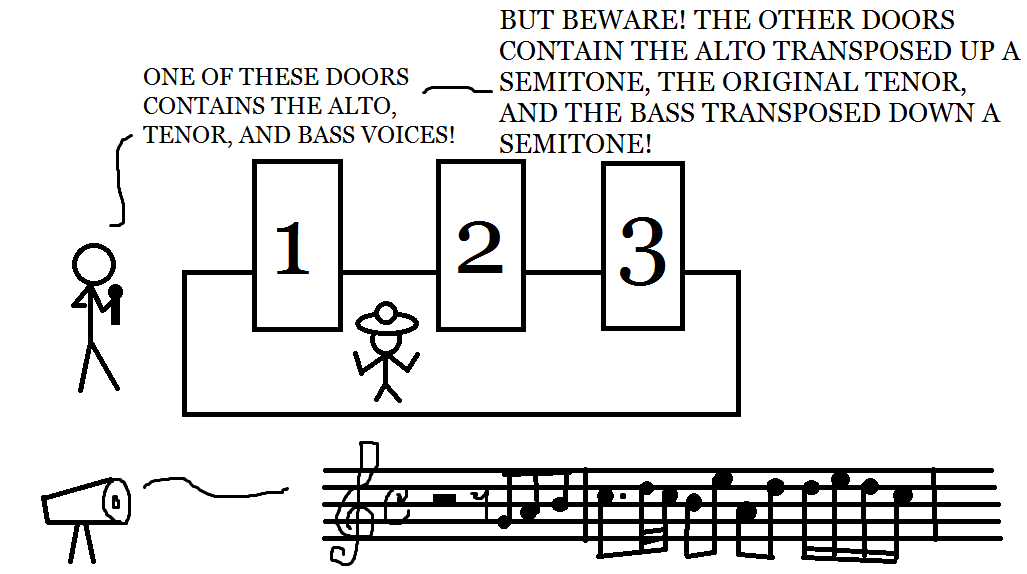 ONE OF THESE DOORS
CONTAINS THE ALTO,
TENOR, AND BASS VOICES!
BUT BEWARE! THE OTHER DOORS
CONTAIN THE ALTO TRANSPOSED UP A
SEMITONE, THE ORIGINAL TENOR,
AND THE BASS TRANSPOSED DOWN A
SEMITONE!
1 2 3